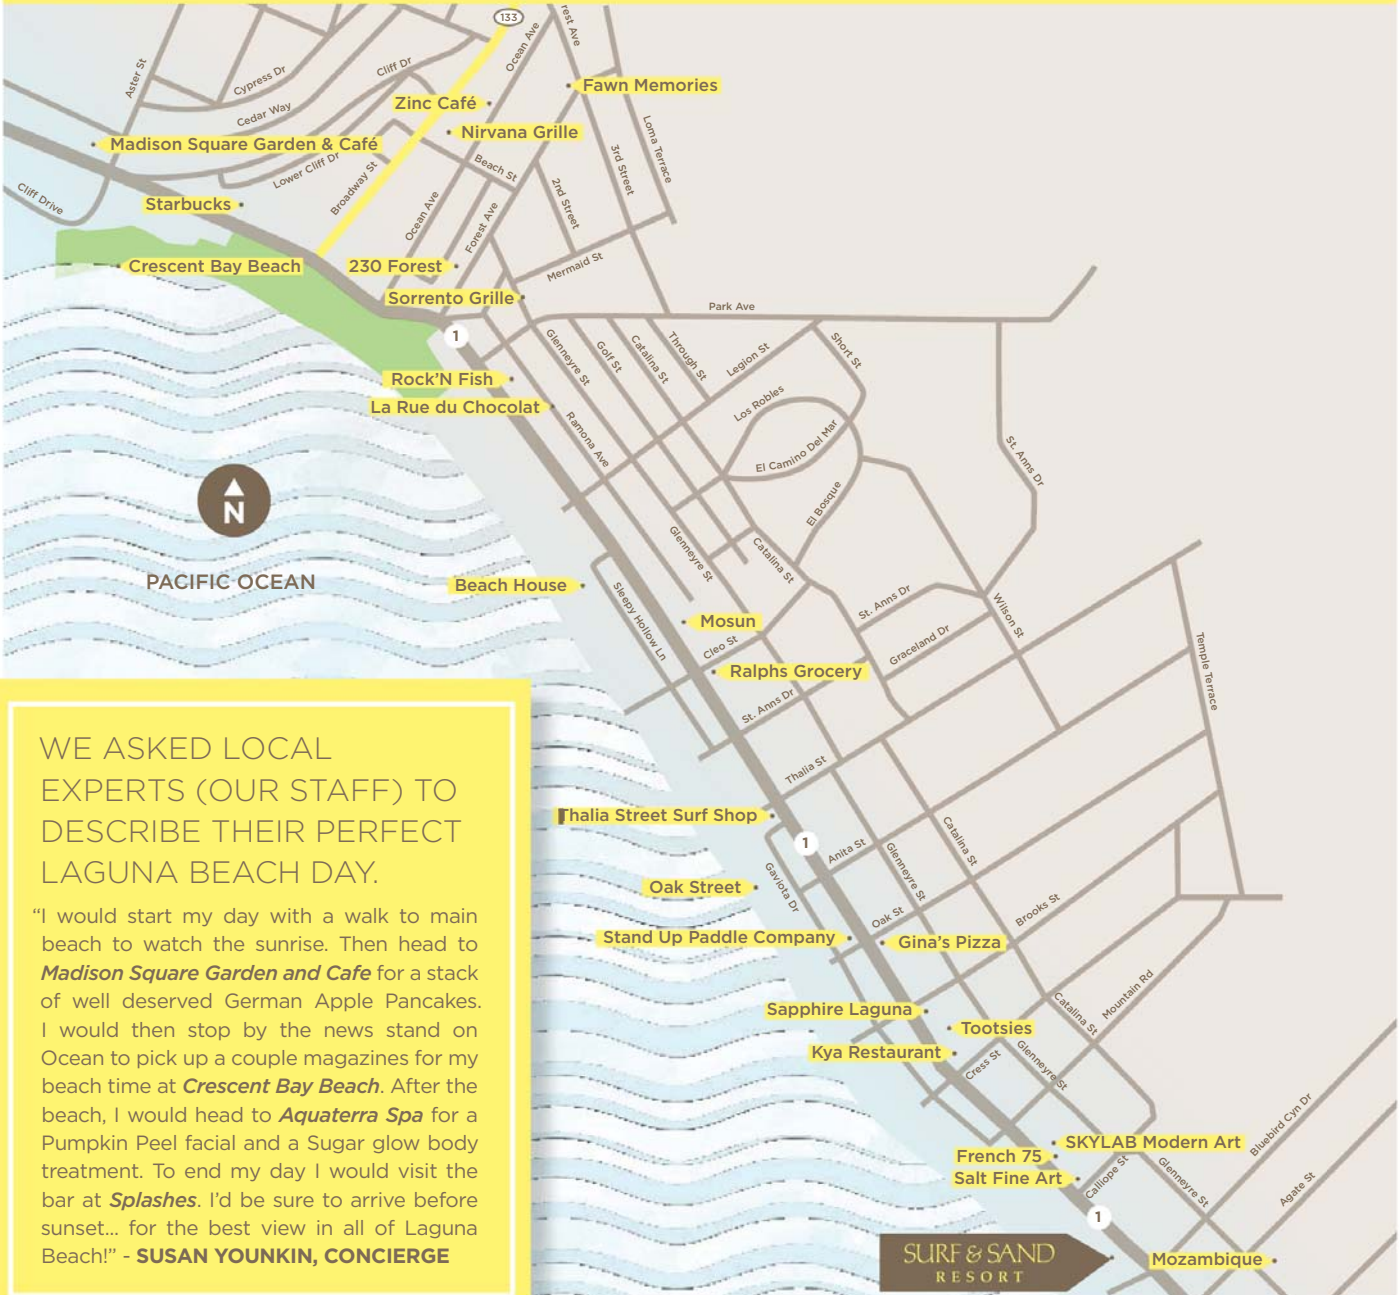 133
Ocean Ave
rest Ave
Aster St
Cypress Dr
Cliff Dr
Cedar Way
Zinc Café
Fawn Memories
Nirvana Grille
Loma Terrace
Madison Square Garden & Café
Lower Cliff Dr
Beach St
3rd Street
2nd Street
Broadway St
Cliff Drive
Starbucks
Ocean Ave
Forest Ave
Crescent Bay Beach
230 Forest
Mermaid St
Sorrento Grille
Park Ave
1
Glenneyre St
Golf St
Catalina St
Through St
Legion St
Short St
Rock'N Fish
La Rue du Chocolat
Los Robles
Ramona Ave
El Camino Del Mar
St. Anns Dr
N
El Bosque
PACIFIC OCEAN
Glenneyre St
Catalina St
Beach House
Sleepy Hollow Ln
St. Anns Dr
Wilson St
Mosun
Cleo St
Graceland Dr
Temple Terrace
Ralphs Grocery
St. Anns Dr
Thalia St
Thalia Street Surf Shop
1
Anita St
Glenneyre St
Catalina St
Gaviota Dr
Oak Street
Oak St
Brooks St
Stand Up Paddle Company
Gina's Pizza
Sapphire Laguna
Tootsies
Catalina St
Mountain Rd
Kya Restaurant
Cress St
Glenneyre St
SKYLAB Modern Art
French 75
Salt Fine Art
Calliope St
Glenneyre St
Bluebird Cyn Dr
Agate St
1
SURF & SAND
RESORT
Mozambique
WE ASKED LOCAL
EXPERTS (OUR STAFF) TO
DESCRIBE THEIR PERFECT
LAGUNA BEACH DAY.
“I would start my day with a walk to main
beach to watch the sunrise. Then head to
Madison Square Garden and Cafe for a stack
of well deserved German Apple Pancakes.
I would then stop by the news stand on
Ocean to pick up a couple magazines for my
beach time at Crescent Bay Beach. After the
beach, I would head to Aquaterra Spa for a
Pumpkin Peel facial and a Sugar glow body
treatment. To end my day I would visit the
bar at Splashes. I’d be sure to arrive before
sunset... for the best view in all of Laguna
Beach!” - SUSAN YOUNKIN, CONCIERGE